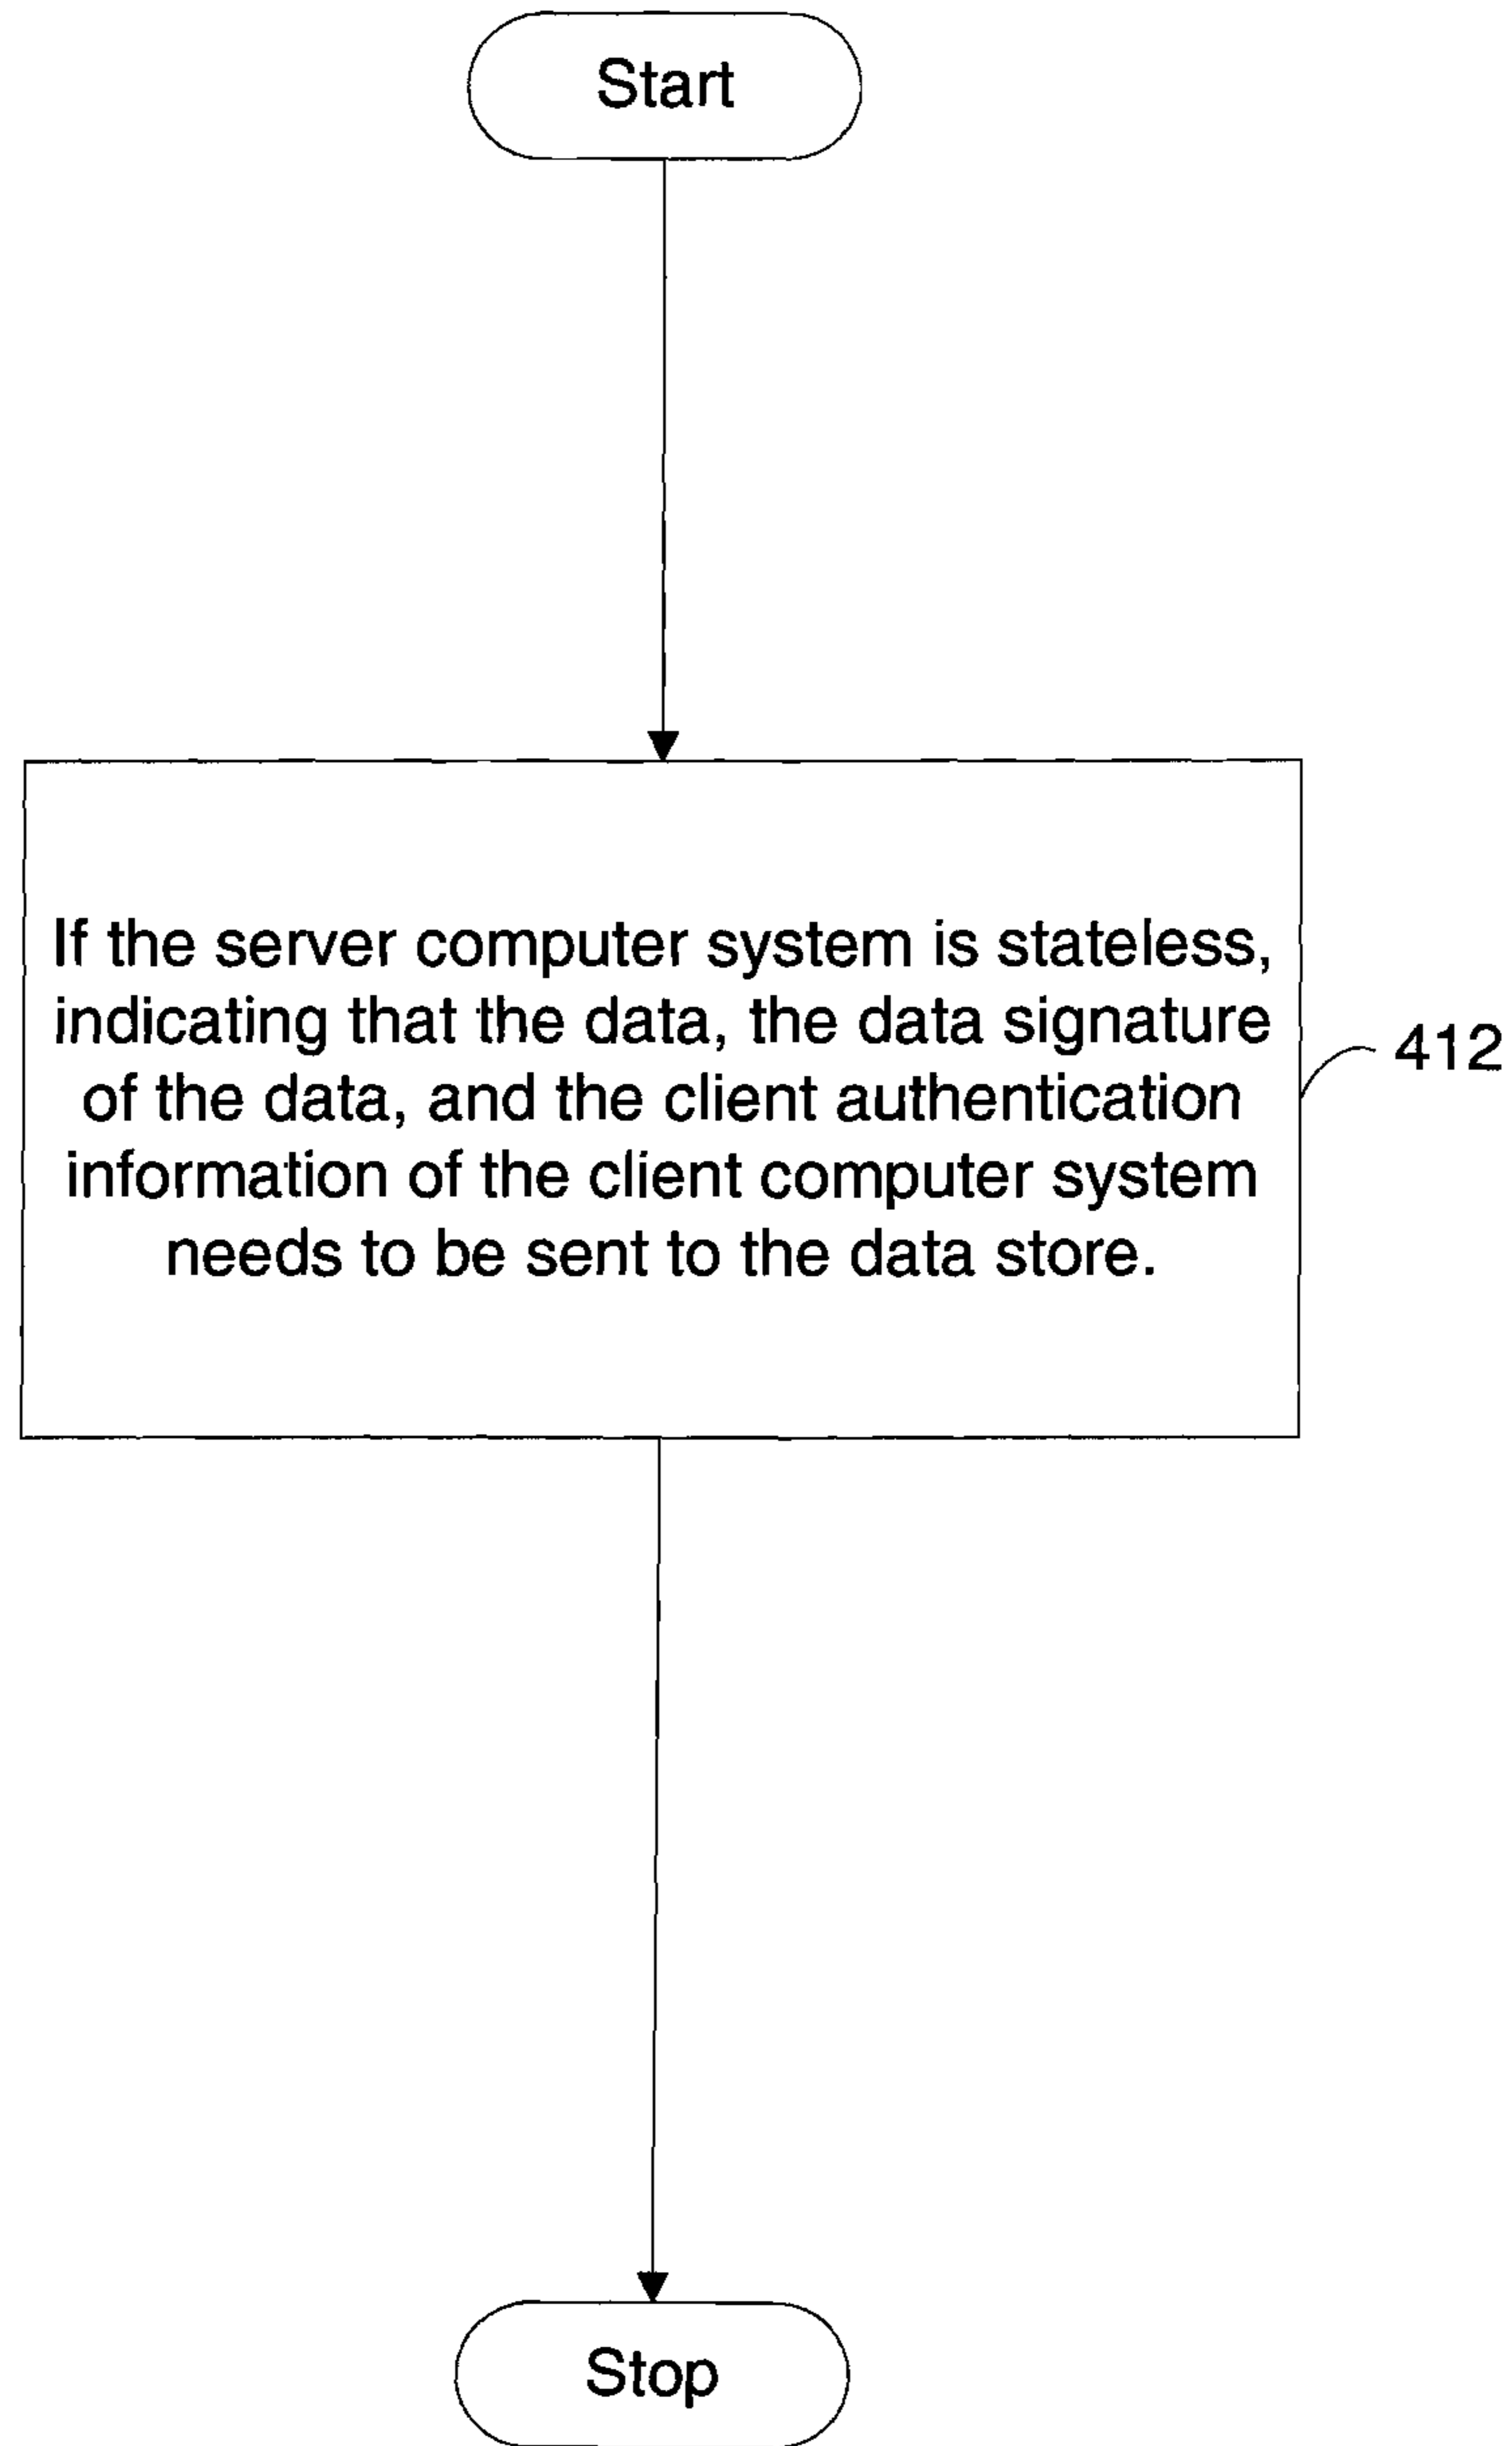 Start
If the server computer system is stateless,
indicating that the data, the data signature
of the data, and the client authentication
information of the client computer system
needs to be sent to the data store.
412
Stop